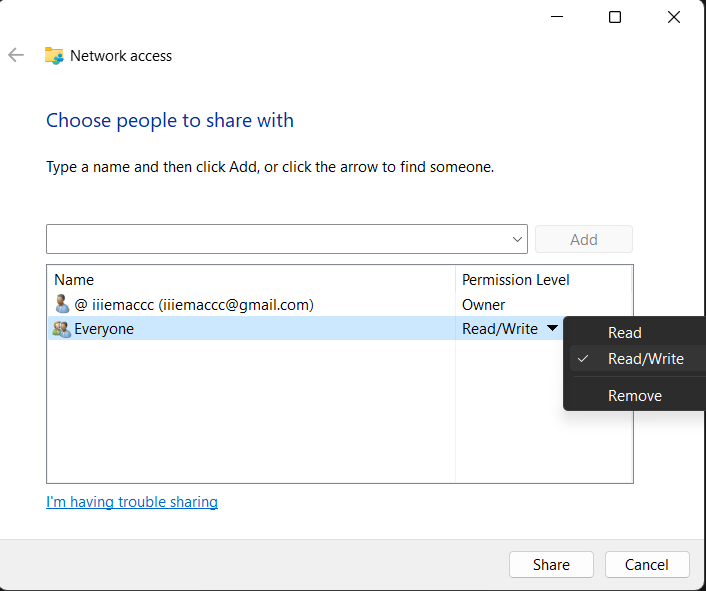 Network access
Choose people to share with
Type a name and then click Add, or click the arrow to find someone.
Add
Name Permission Level
@ iiiemaccc (iiiemaccc@gmail.com) Owner
Everyone Read/Write
Read
Read/Write
Remove
I'm having trouble sharing
Share Cancel